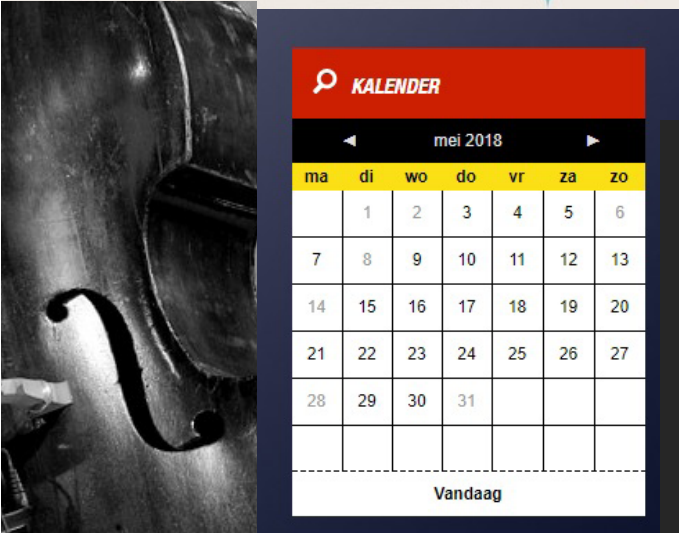 KALENDER
mei 2018
ma di wo do vr za zo
1 2 3 4 5 6
7 8 9 10 11 12 13
14 15 16 17 18 19 20
21 22 23 24 25 26 27
28 29 30 31
Vandaag